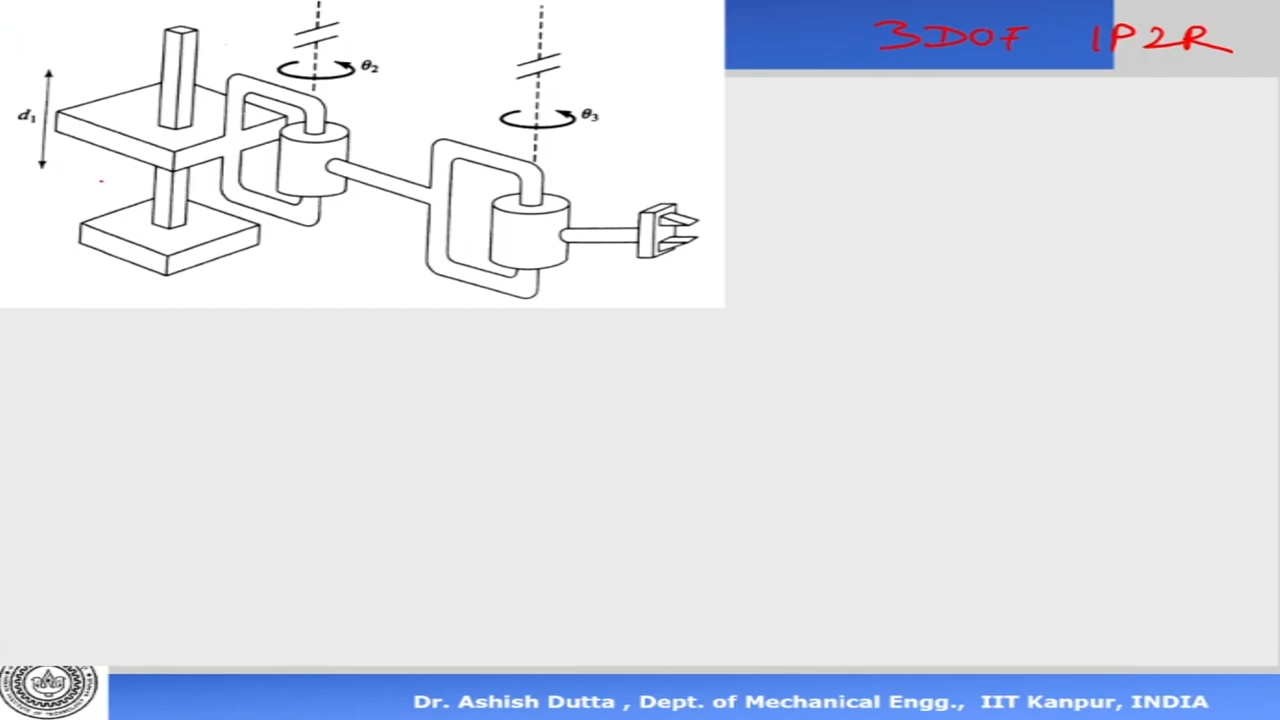 3DOF 1P2R
θ₂
d₁
θ₃
Dr. Ashish Dutta , Dept. of Mechanical Engg., IIT Kanpur, INDIA